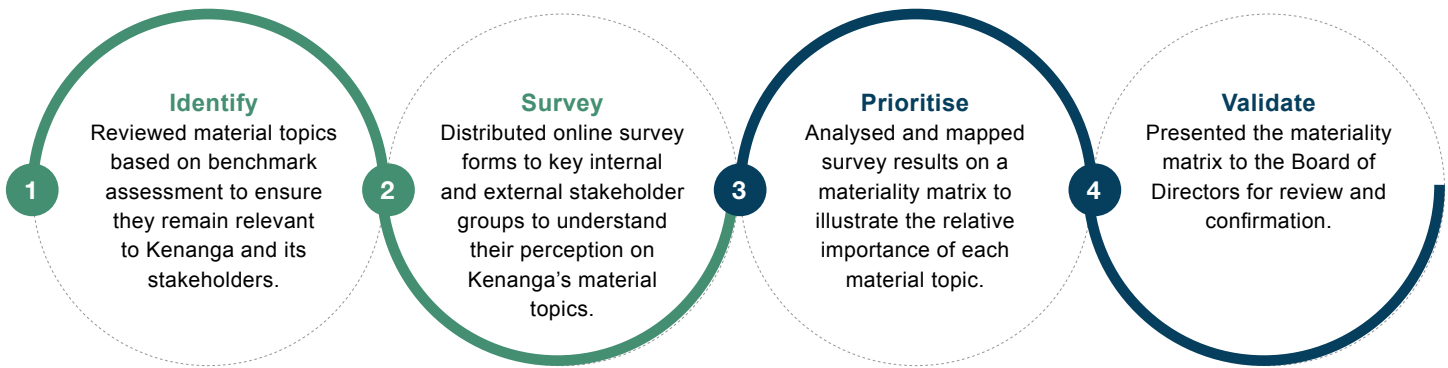 1
Identify
Reviewed material topics
based on benchmark
assessment to ensure
they remain relevant
to Kenanga and its
stakeholders.
2
Survey
Distributed online survey
forms to key internal
and external stakeholder
groups to understand
their perception on
Kenanga’s material
topics.
3
Prioritise
Analysed and mapped
survey results on a
materiality matrix to
illustrate the relative
importance of each
material topic.
4
Validate
Presented the materiality
matrix to the Board of
Directors for review and
confirmation.